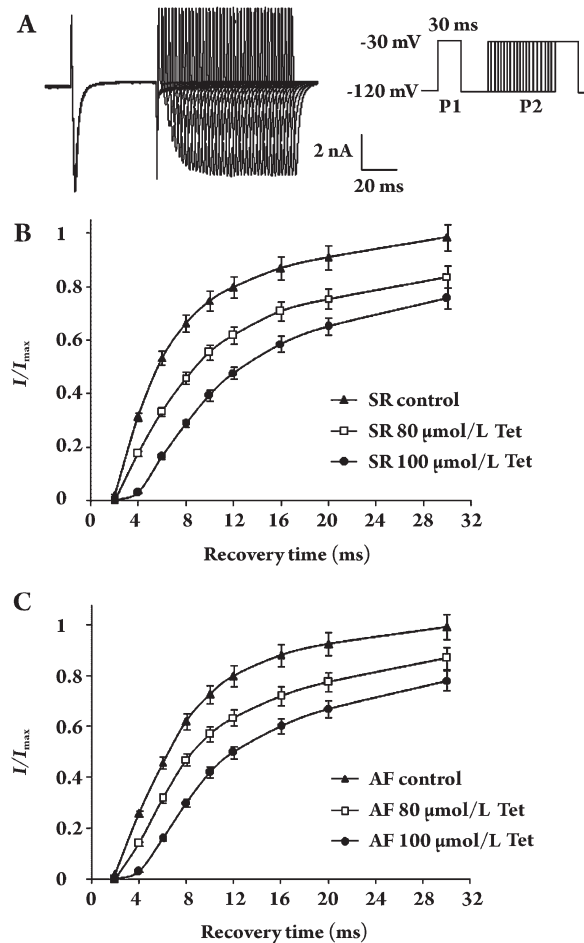 A
30 ms
-30 mV
-120 mV
P1 P2
2 nA
20 ms
B
1
0.8
0.6
0.4
0.2
0
I/Imax
SR control
SR 80 µmol/L Tet
SR 100 µmol/L Tet
0 4 8 12 16 20 24 28 32
Recovery time (ms)
C
1
0.8
0.6
0.4
0.2
0
I/Imax
AF control
AF 80 µmol/L Tet
AF 100 µmol/L Tet
0 4 8 12 16 20 24 28 32
Recovery time (ms)